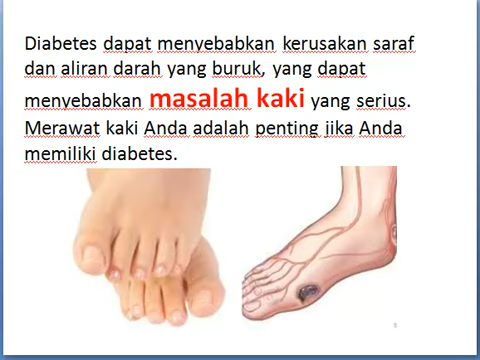 Diabetes dapat menyebabkan kerusakan saraf
dan aliran darah yang buruk, yang dapat
menyebabkan masalah kaki yang serius.
Merawat kaki Anda adalah penting jika Anda
memiliki diabetes.
9